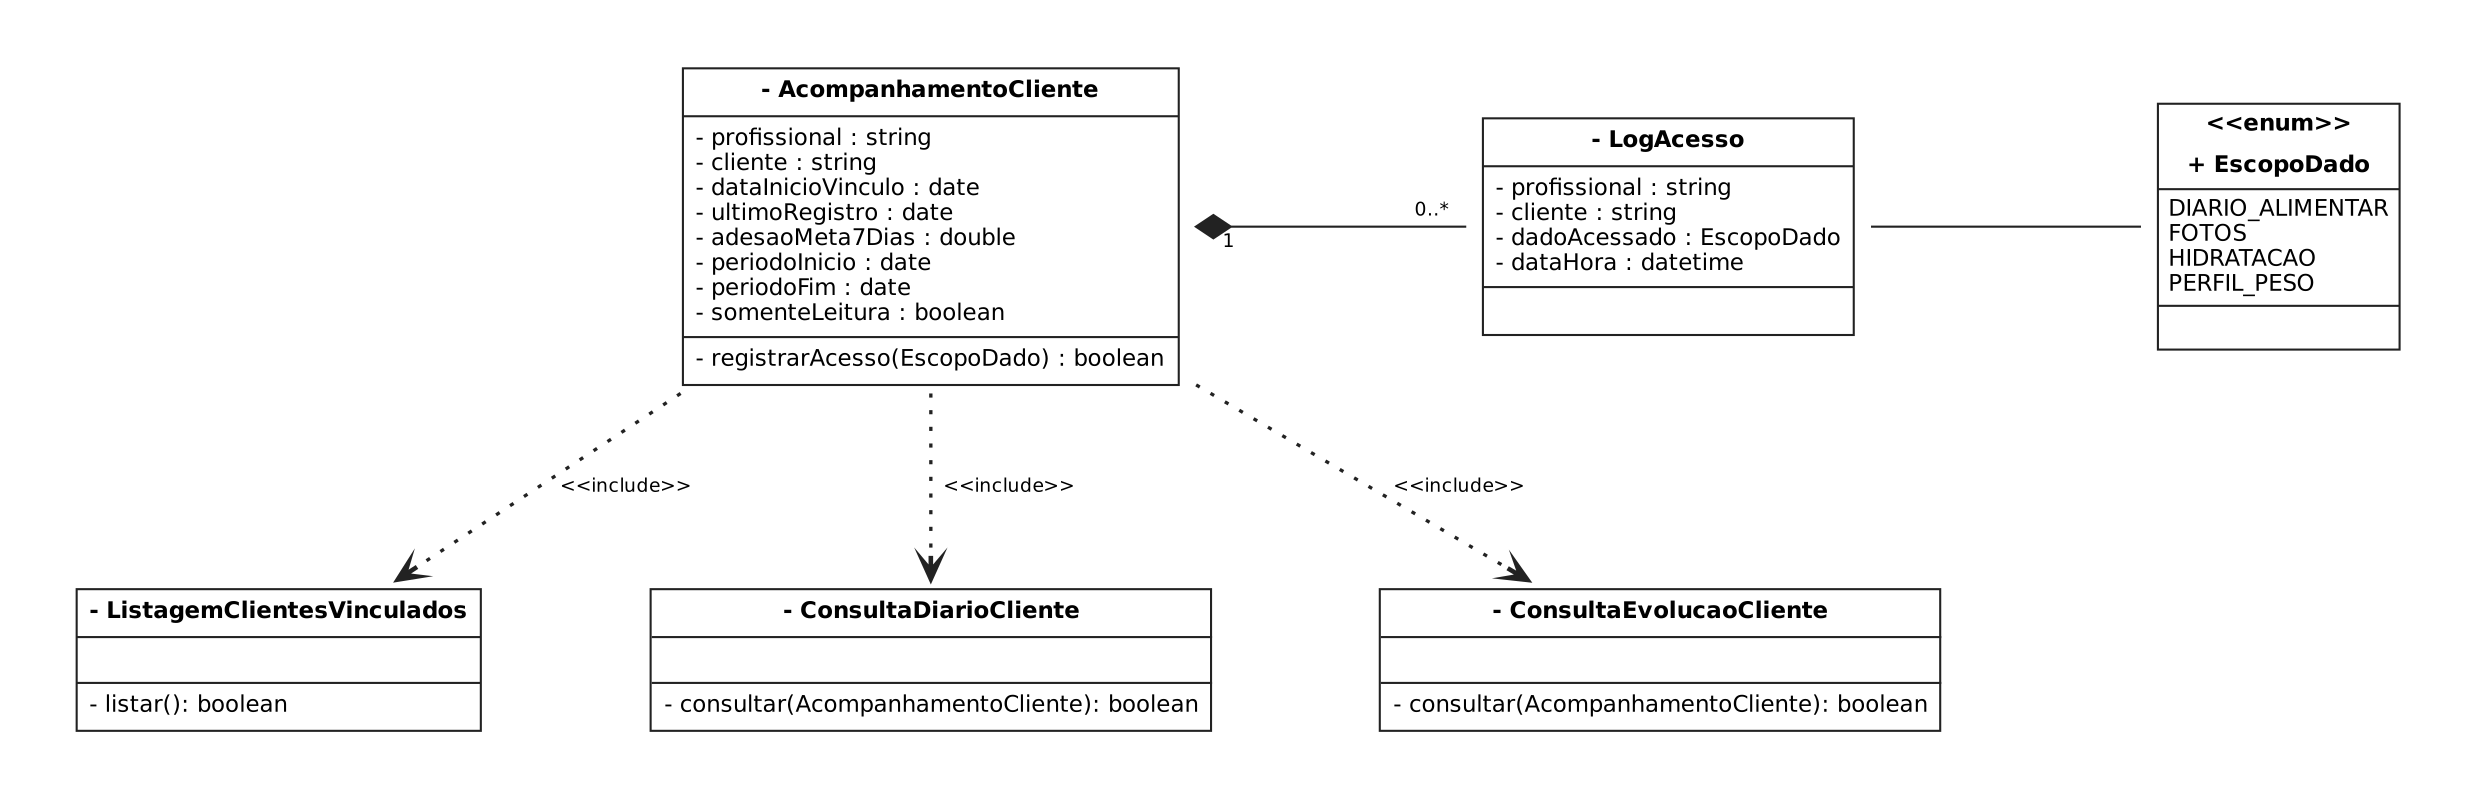 - AcompanhamentoCliente
- profissional : string
- cliente : string
- dataInicioVinculo : date
- ultimoRegistro : date
- adesaoMeta7Dias : double
- periodoInicio : date
- periodoFim : date
- somenteLeitura : boolean
- registrarAcesso(EscopoDado) : boolean
1
0..*
- LogAcesso
- profissional : string
- cliente : string
- dadoAcessado : EscopoDado
- dataHora : datetime
<<enum>>
+ EscopoDado
DIARIO_ALIMENTAR
FOTOS
HIDRATACAO
PERFIL_PESO
<<include>>
<<include>>
<<include>>
- ListagemClientesVinculados
- listar(): boolean
- ConsultaDiarioCliente
- consultar(AcompanhamentoCliente): boolean
- ConsultaEvolucaoCliente
- consultar(AcompanhamentoCliente): boolean